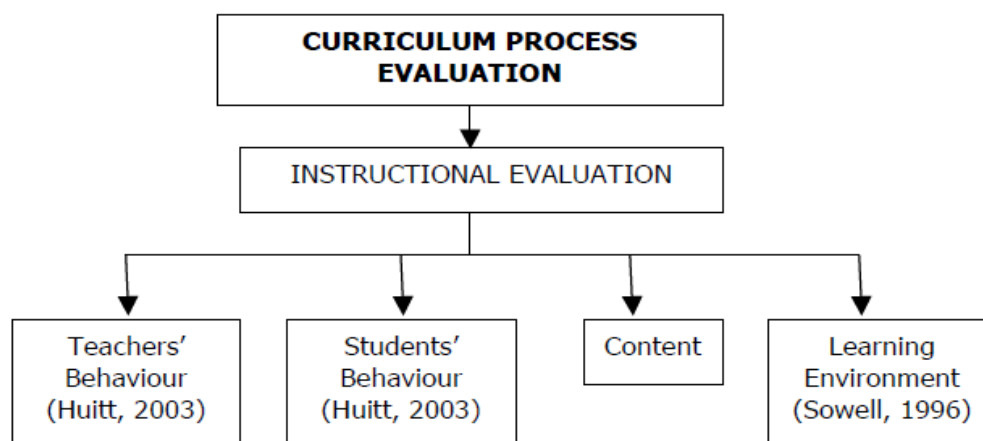 CURRICULUM PROCESS
EVALUATION
INSTRUCTIONAL EVALUATION
Teachers’
Behaviour
(Huitt, 2003)
Students’
Behaviour
(Huitt, 2003)
Content
Learning
Environment
(Sowell, 1996)